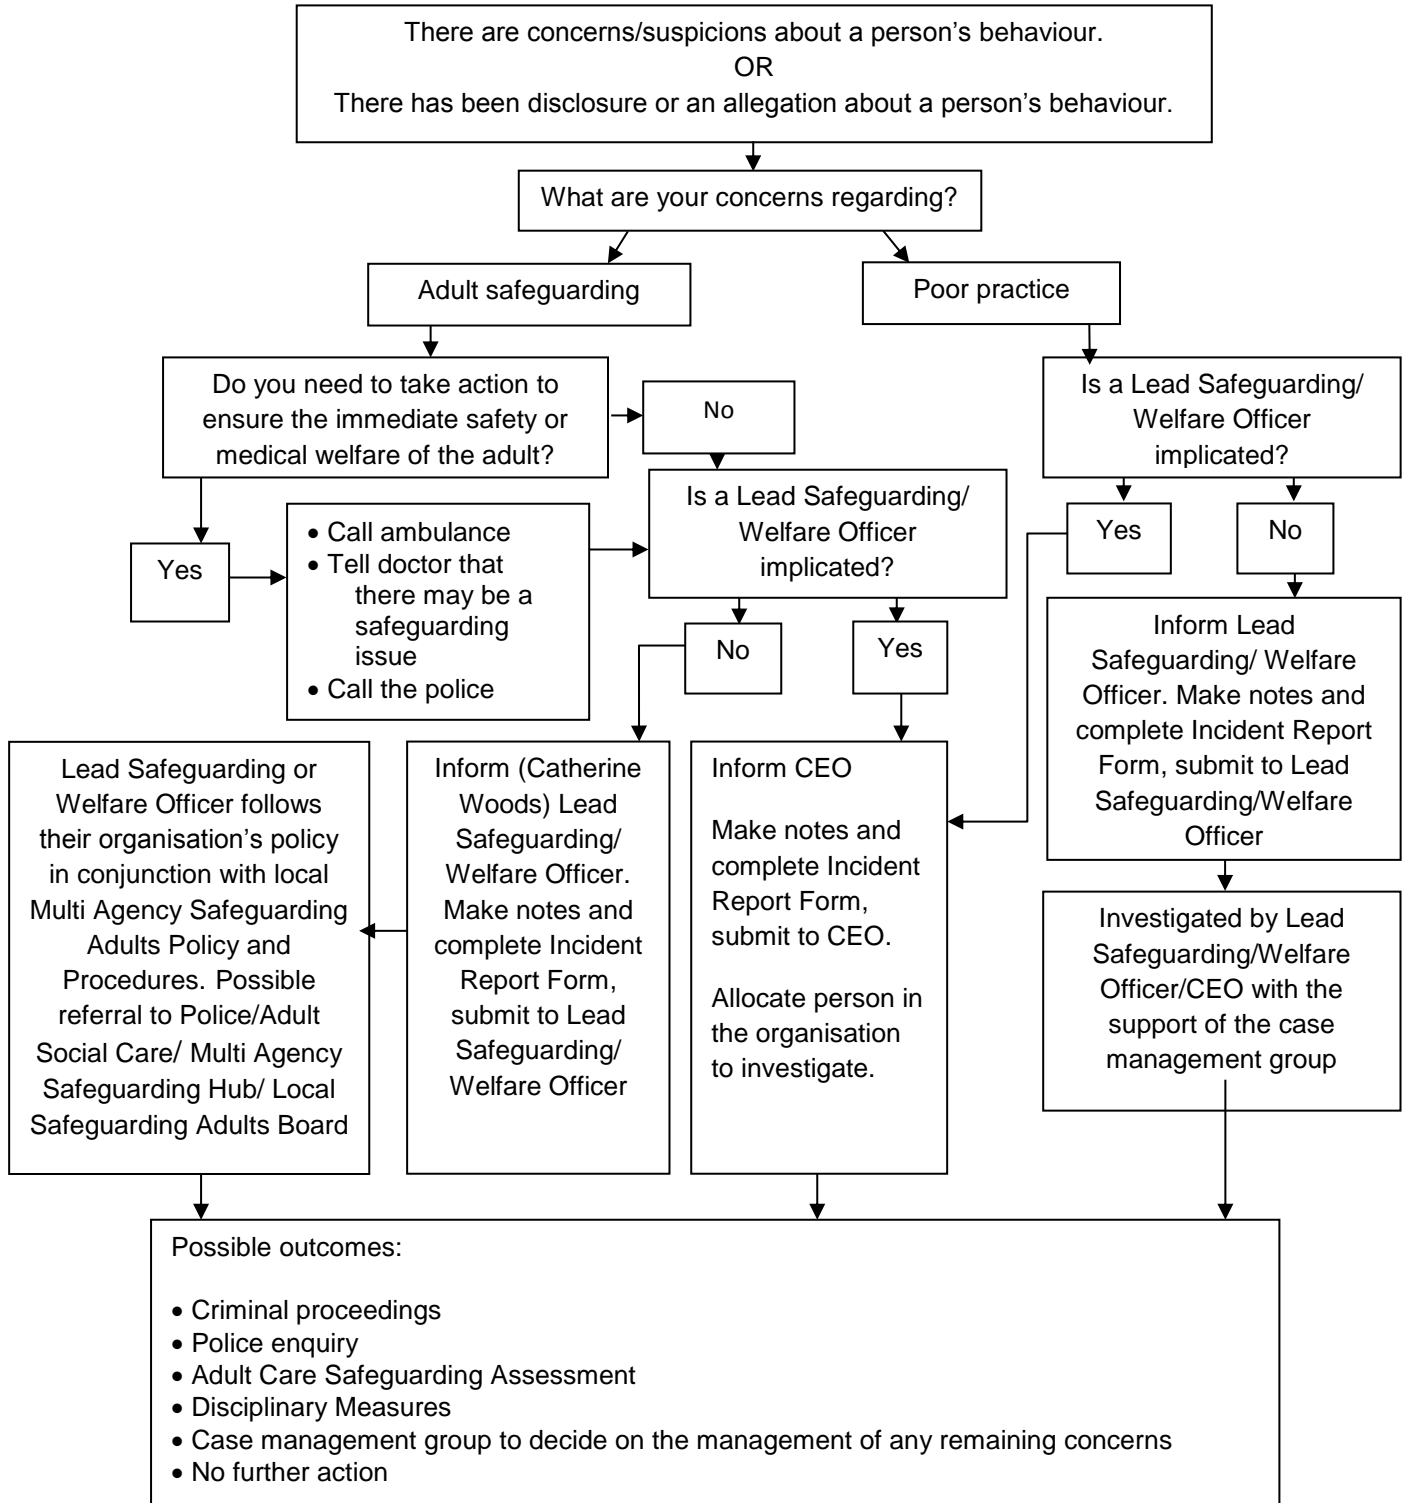 There are concerns/suspicions about a person's behaviour.
OR
There has been disclosure or an allegation about a person's behaviour.
What are your concerns regarding?
Adult safeguarding
Poor practice
Do you need to take action to
ensure the immediate safety or
medical welfare of the adult?
No
Is a Lead Safeguarding/
Welfare Officer
implicated?
Yes
No
Yes
• Call ambulance
• Tell doctor that
there may be a
safeguarding
issue
• Call the police
Is a Lead Safeguarding/
Welfare Officer
implicated?
No
Yes
Inform Lead
Safeguarding/ Welfare
Officer. Make notes and
complete Incident Report
Form, submit to Lead
Safeguarding/Welfare
Officer
Lead Safeguarding or
Welfare Officer follows
their organisation's policy
in conjunction with local
Multi Agency Safeguarding
Adults Policy and
Procedures. Possible
referral to Police/Adult
Social Care/ Multi Agency
Safeguarding Hub/ Local
Safeguarding Adults Board
Inform (Catherine
Woods) Lead
Safeguarding/
Welfare Officer.
Make notes and
complete Incident
Report Form,
submit to Lead
Safeguarding/
Welfare Officer
Inform CEO
Make notes and
complete Incident
Report Form,
submit to CEO.
Allocate person in
the organisation
to investigate.
Investigated by Lead
Safeguarding/Welfare
Officer/CEO with the
support of the case
management group
Possible outcomes:
• Criminal proceedings
• Police enquiry
• Adult Care Safeguarding Assessment
• Disciplinary Measures
• Case management group to decide on the management of any remaining concerns
• No further action